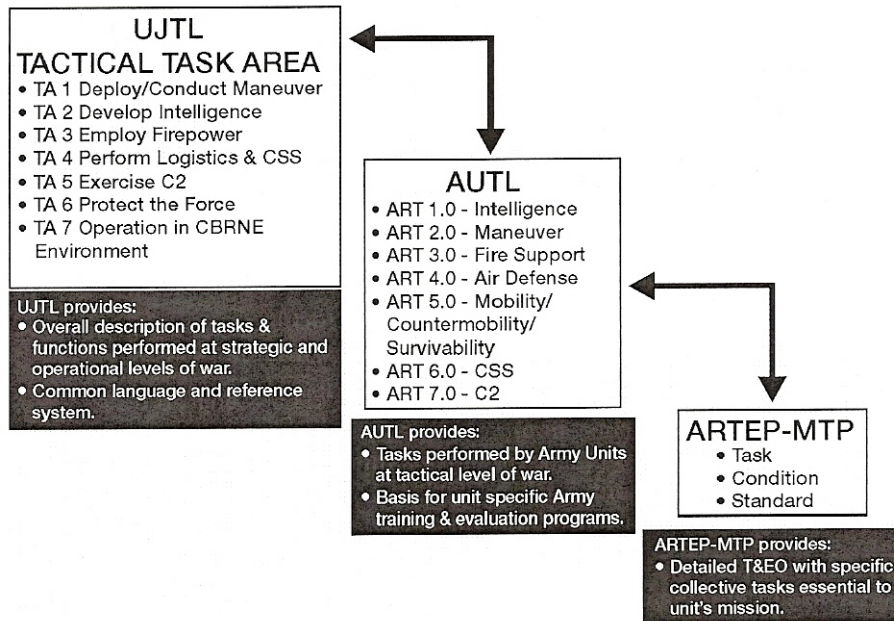 UJTL
TACTICAL TASK AREA
• TA 1 Deploy/Conduct Maneuver
• TA 2 Develop Intelligence
• TA 3 Employ Firepower
• TA 4 Perform Logistics & CSS
• TA 5 Exercise C2
• TA 6 Protect the Force
• TA 7 Operation in CBRNE
Environment
UJTL provides:
• Overall description of tasks &
functions performed at strategic and
operational levels of war.
• Common language and reference
system.
AUTL
• ART 1.0 - Intelligence
• ART 2.0 - Maneuver
• ART 3.0 - Fire Support
• ART 4.0 - Air Defense
• ART 5.0 - Mobility/
Countermobility/
Survivability
• ART 6.0 - CSS
• ART 7.0 - C2
AUTL provides:
• Tasks performed by Army Units
at tactical level of war.
• Basis for unit specific Army
training & evaluation programs.
ARTEP-MTP
• Task
• Condition
• Standard
ARTEP-MTP provides:
• Detailed T&EO with specific
collective tasks essential to
unit's mission.